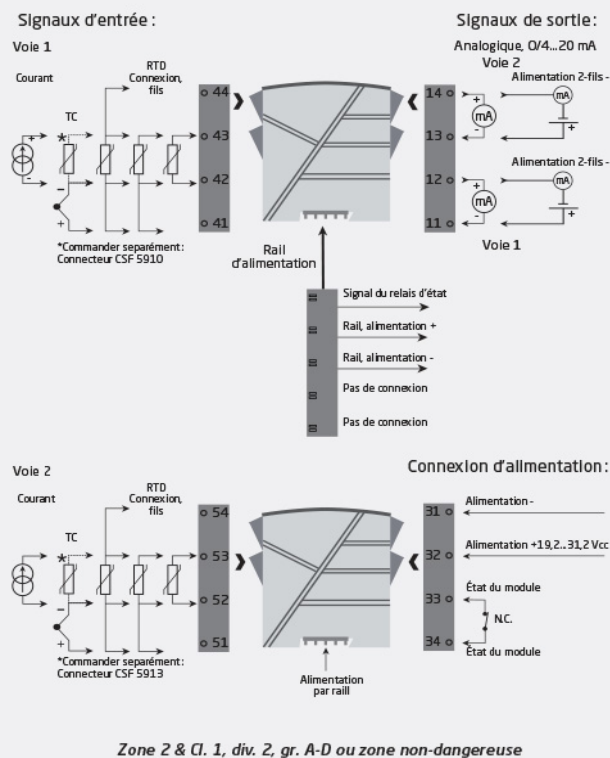 Signaux d'entrée :
Signaux de sortie :
Voie 1
Analogique, 0/4...20 mA
Voie 2
Courant
TC
RTD
Connexion,
fils
44
43
42
41
*
+
-
-
+
*Commander separément :
Connecteur CSF 5910
Rail
d'alimentation
14
13
12
11
Alimentation 2-fils -
+
mA
-
mA
+
Alimentation 2-fils -
+
mA
-
mA
+
Voie 1
Signal du relais d'état
Rail, alimentation +
Rail, alimentation -
Pas de connexion
Pas de connexion
Voie 2
Connexion d'alimentation :
Courant
TC
RTD
Connexion,
fils
54
53
52
51
*
-
+
*Commander separément :
Connecteur CSF 5913
Alimentation
par raill
31
32
33
34
Alimentation -
Alimentation +19,2...31,2 Vcc
État du module
N.C.
État du module
Zone 2 & Cl. 1, div. 2, gr. A-D ou zone non-dangereuse